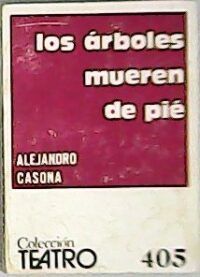 los árboles
mueren
de pié
ALEJANDRO
CASONA
Colección
TEATRO 405